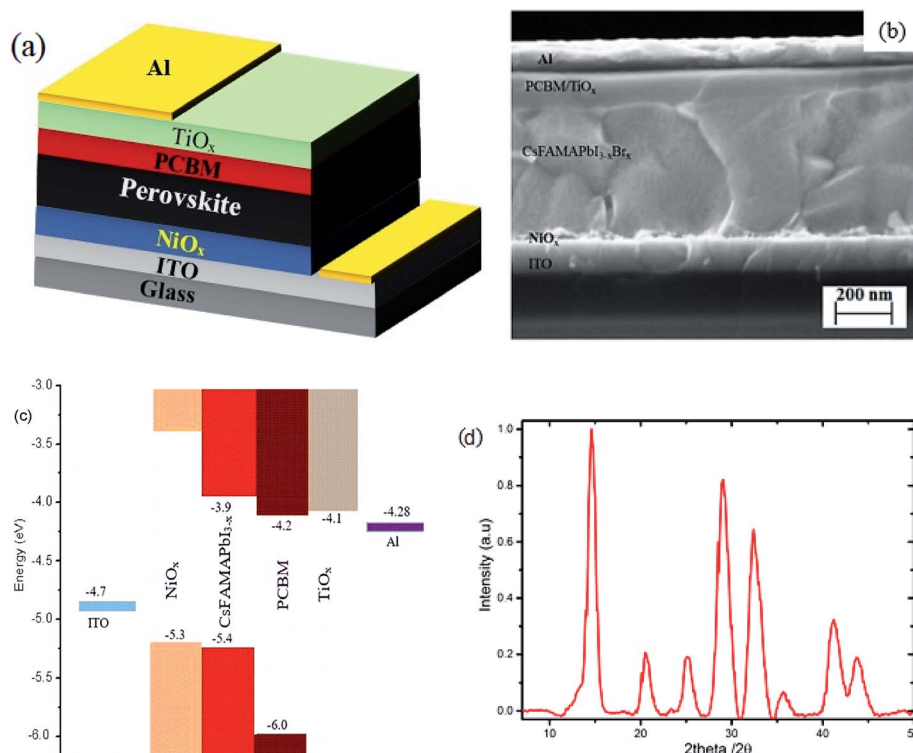 (a)
Al
TiOₓ
PCBM
Perovskite
NiOₓ
ITO
Glass
(b)
Al
PCBM/TiOₓ
CsFAMAPbI₃₋ₓBrₓ
NiOₓ
ITO
200 nm
(c)
Energy (eV)
-3.0
-3.5
-4.0
-4.5
-5.0
-5.5
-6.0
-4.7
ITO
NiOₓ
-5.3
-3.9
CsFAMAPbI₃₋ₓ
-5.4
-4.2
PCBM
-6.0
-4.1
TiOₓ
-4.28
Al
(d)
Intensity (a.u)
1.0
0.8
0.6
0.4
0.2
0.0
10
20
30
40
2theta /2θ